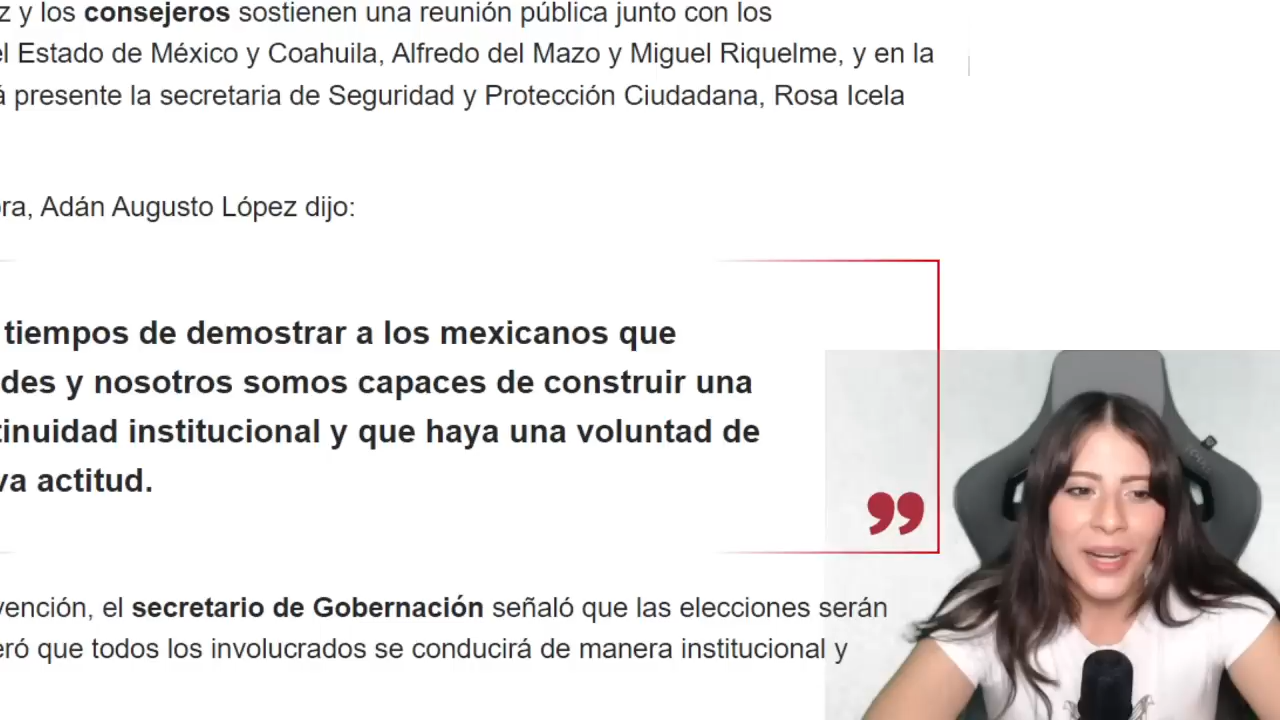 z y los consejeros sostienen una reunión pública junto con los
el Estado de México y Coahuila, Alfredo del Mazo y Miguel Riquelme, y en la
á presente la secretaria de Seguridad y Protección Ciudadana, Rosa Icela
ora, Adán Augusto López dijo:
tiempos de demostrar a los mexicanos que
des y nosotros somos capaces de construir una
tinuidad institucional y que haya una voluntad de
va actitud.
”
vención, el secretario de Gobernación señaló que las elecciones serán
eró que todos los involucrados se conducirá de manera institucional y